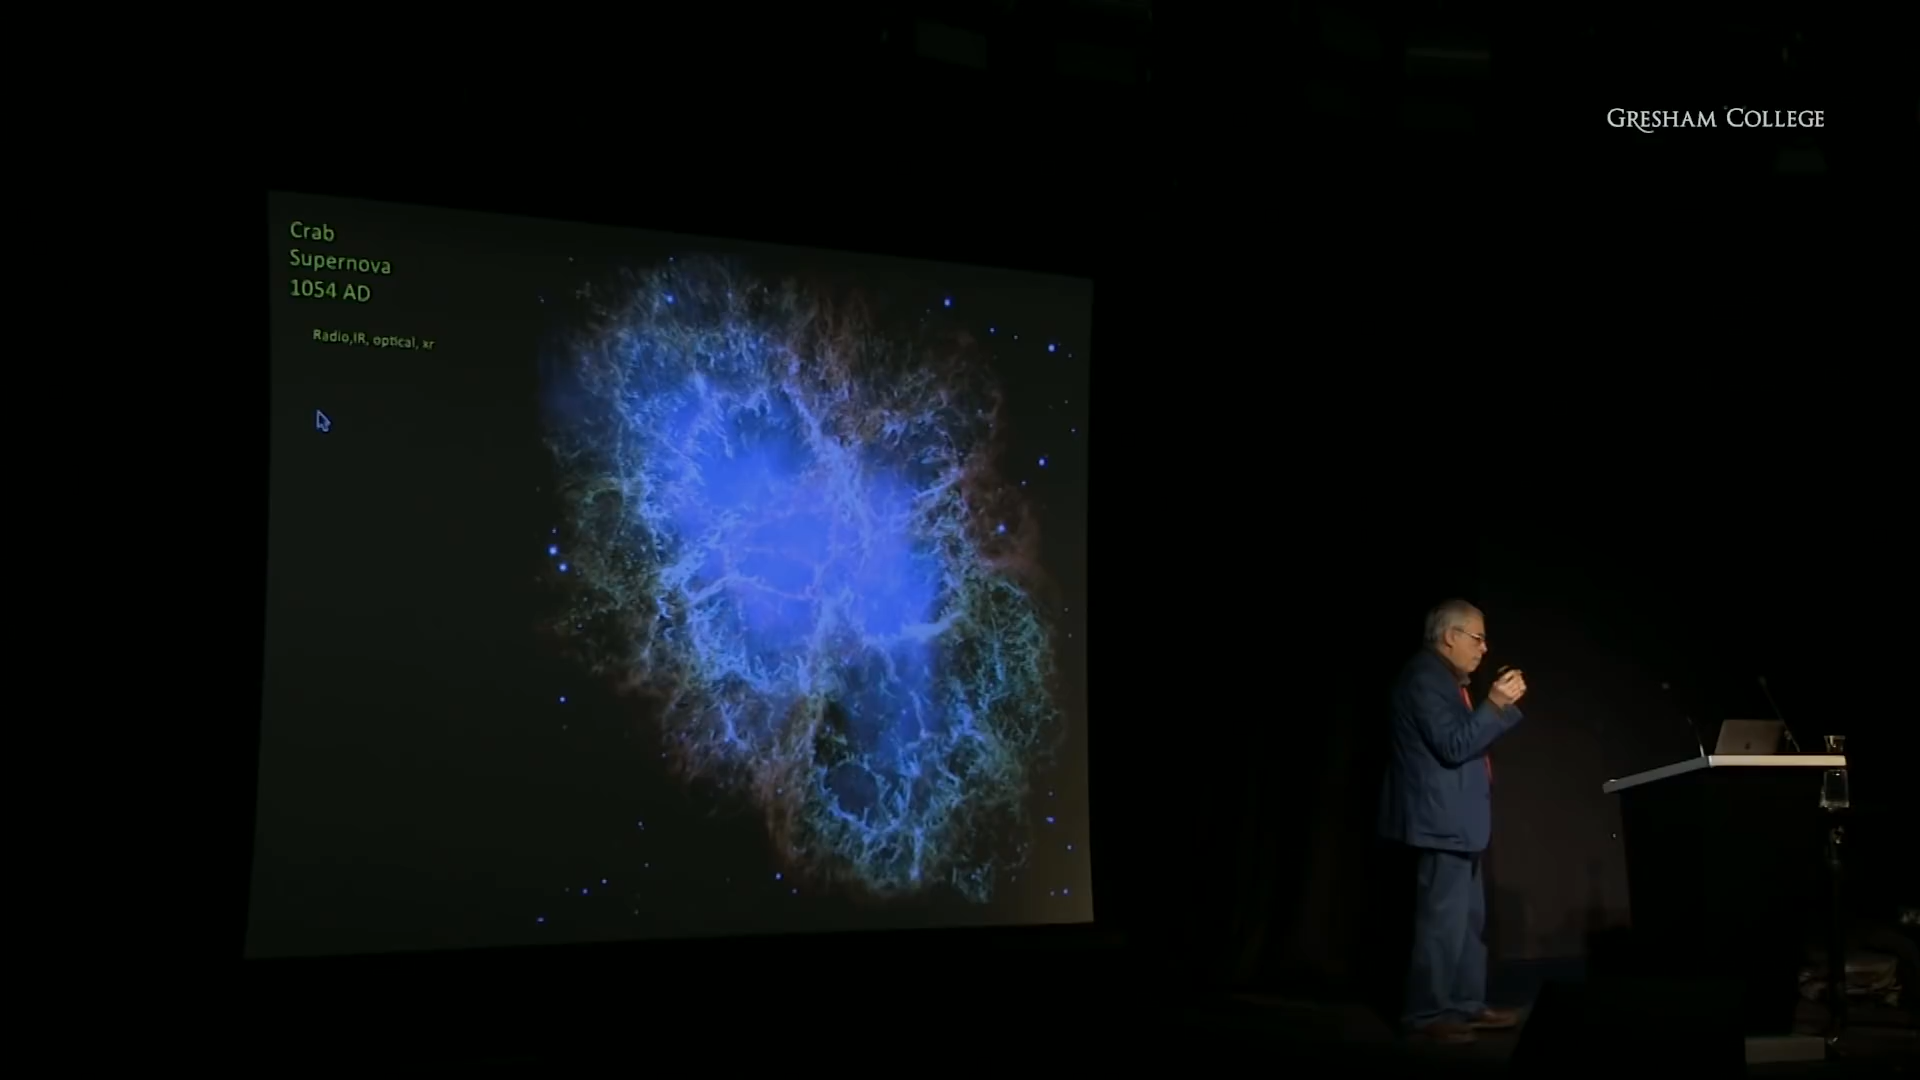 GRESHAM COLLEGE
Crab
Supernova
1054 AD
Radio,IR, optical, xr